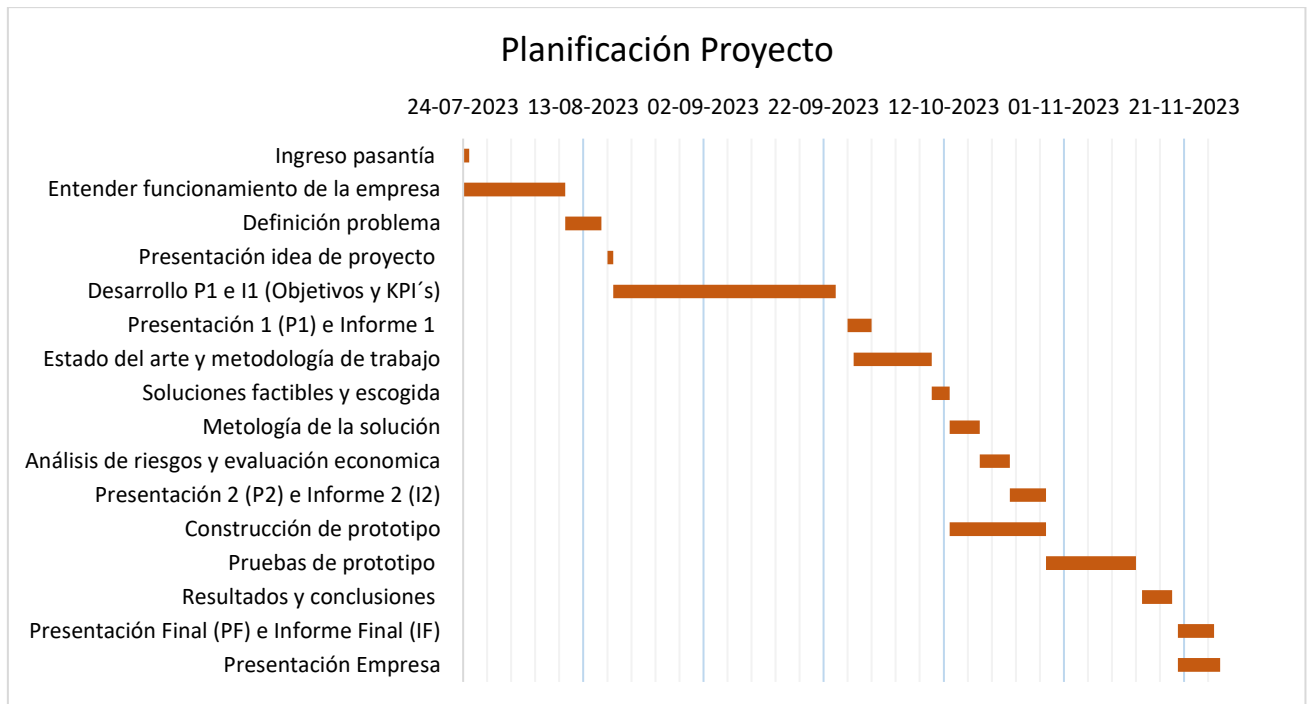 Planificación Proyecto
24-07-2023 13-08-2023 02-09-2023 22-09-2023 12-10-2023 01-11-2023 21-11-2023
Ingreso pasantía
Entender funcionamiento de la empresa
Definición problema
Presentación idea de proyecto
Desarrollo P1 e I1 (Objetivos y KPI´s)
Presentación 1 (P1) e Informe 1
Estado del arte y metodología de trabajo
Soluciones factibles y escogida
Metología de la solución
Análisis de riesgos y evaluación economica
Presentación 2 (P2) e Informe 2 (I2)
Construcción de prototipo
Pruebas de prototipo
Resultados y conclusiones
Presentación Final (PF) e Informe Final (IF)
Presentación Empresa